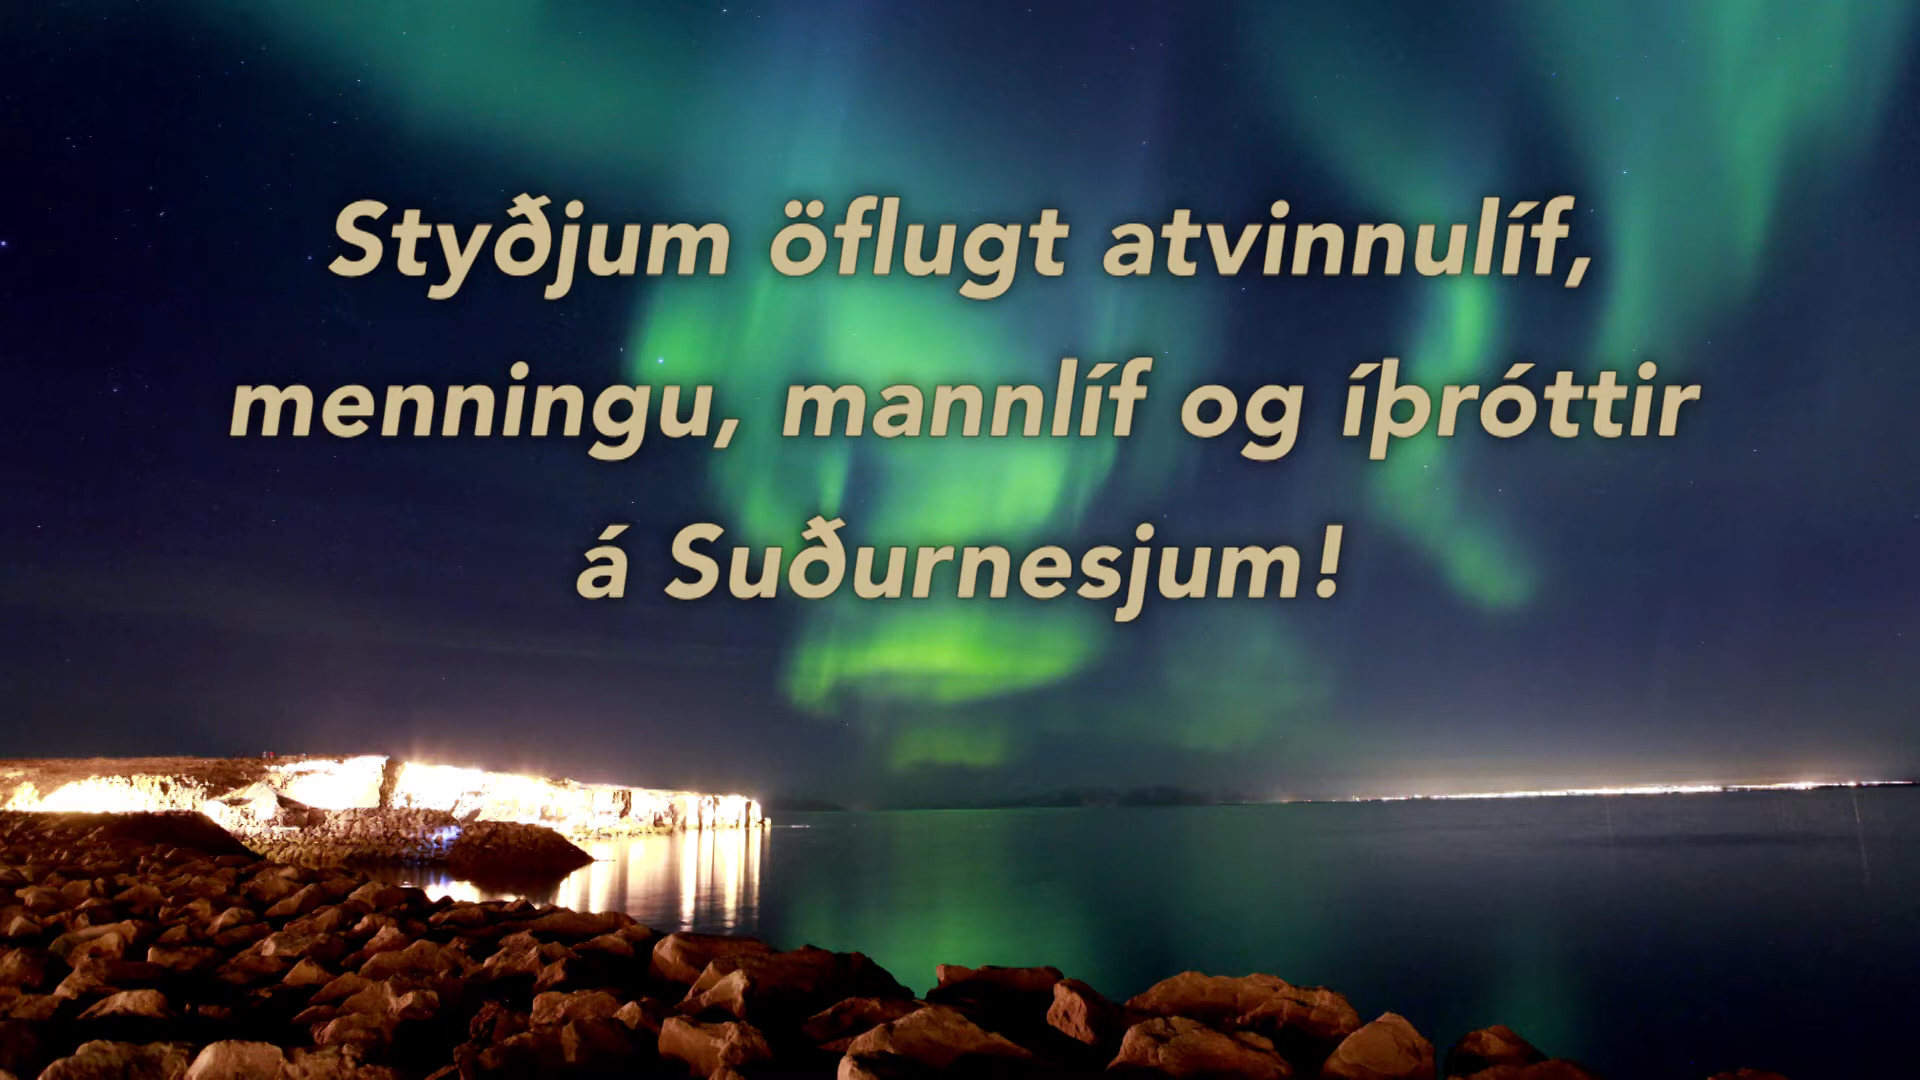 Styðjum öflugt atvinnulíf,
menningu, mannlíf og íþróttir
á Suðurnesjum!